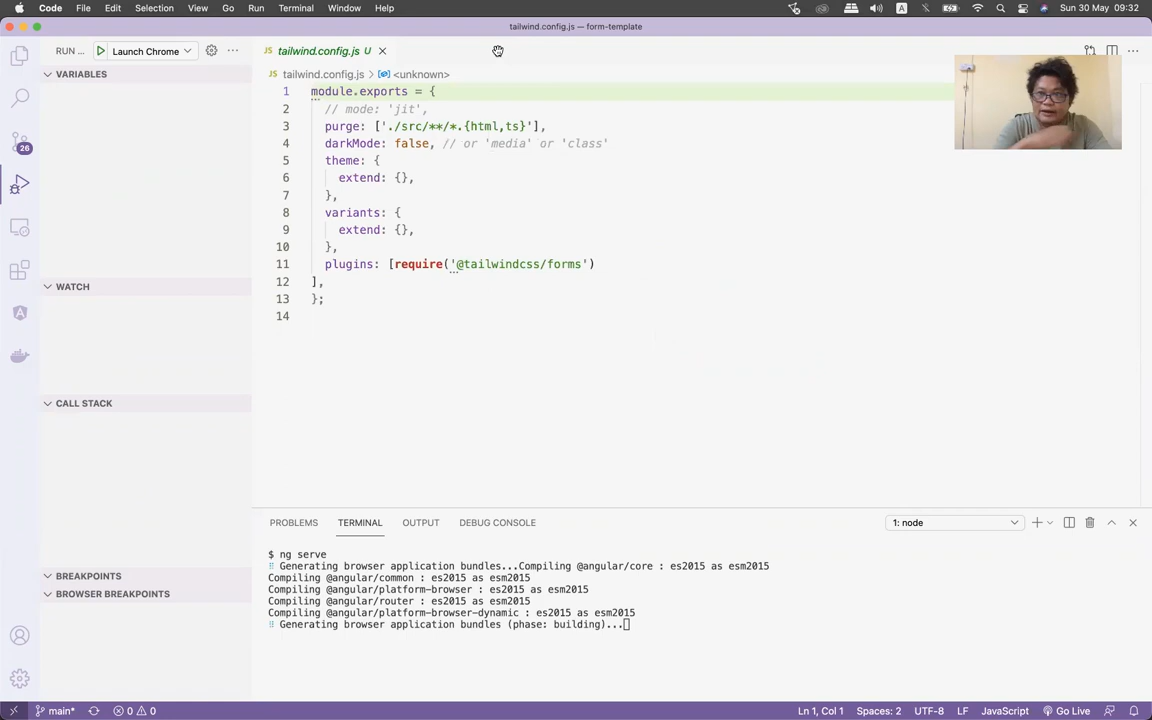 Code File Edit Selection View Go Run Terminal Window Help A Sun 30 May 09:32
tailwind.config.js — form-template
RUN ... Launch Chrome ...
JS tailwind.config.js U
JS tailwind.config.js > <unknown>
VARIABLES
WATCH
CALL STACK
BREAKPOINTS
BROWSER BREAKPOINTS
26
1 module.exports = {
2 // mode: 'jit',
3 purge: ['./src/**/*.{html,ts}'],
4 darkMode: false, // or 'media' or 'class'
5 theme: {
6 extend: {},
7 },
8 variants: {
9 extend: {},
10 },
11 plugins: [require('@tailwindcss/forms')
12 ],
13 };
14
PROBLEMS TERMINAL OUTPUT DEBUG CONSOLE 1: node
$ ng serve
⠏ Generating browser application bundles...Compiling @angular/core : es2015 as esm2015
Compiling @angular/common : es2015 as esm2015
Compiling @angular/platform-browser : es2015 as esm2015
Compiling @angular/router : es2015 as esm2015
Compiling @angular/platform-browser-dynamic : es2015 as esm2015
⠏ Generating browser application bundles (phase: building)...
main* 0 0 Ln 1, Col 1 Spaces: 2 UTF-8 LF JavaScript Go Live